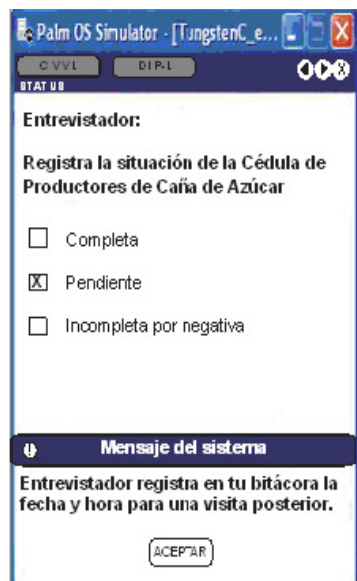 Palm OS Simulator - [TungstenC_e...
CVVL DIP-L
STATUS
Entrevistador:
Registra la situación de la Cédula de
Productores de Caña de Azúcar
Completa
X Pendiente
Incompleta por negativa
Mensaje del sistema
Entrevistador registra en tu bitácora la
fecha y hora para una visita posterior.
ACEPTAR